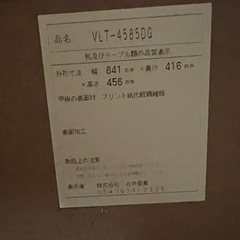 品名 VLT-4585DG
机及びテーブル類の品質表示
外形寸法 幅 841 ×奥行 416
×高さ 456
甲板の表面材 プリント紙化粧繊維板
表面加工
取扱上の注意
表示者 株式会社